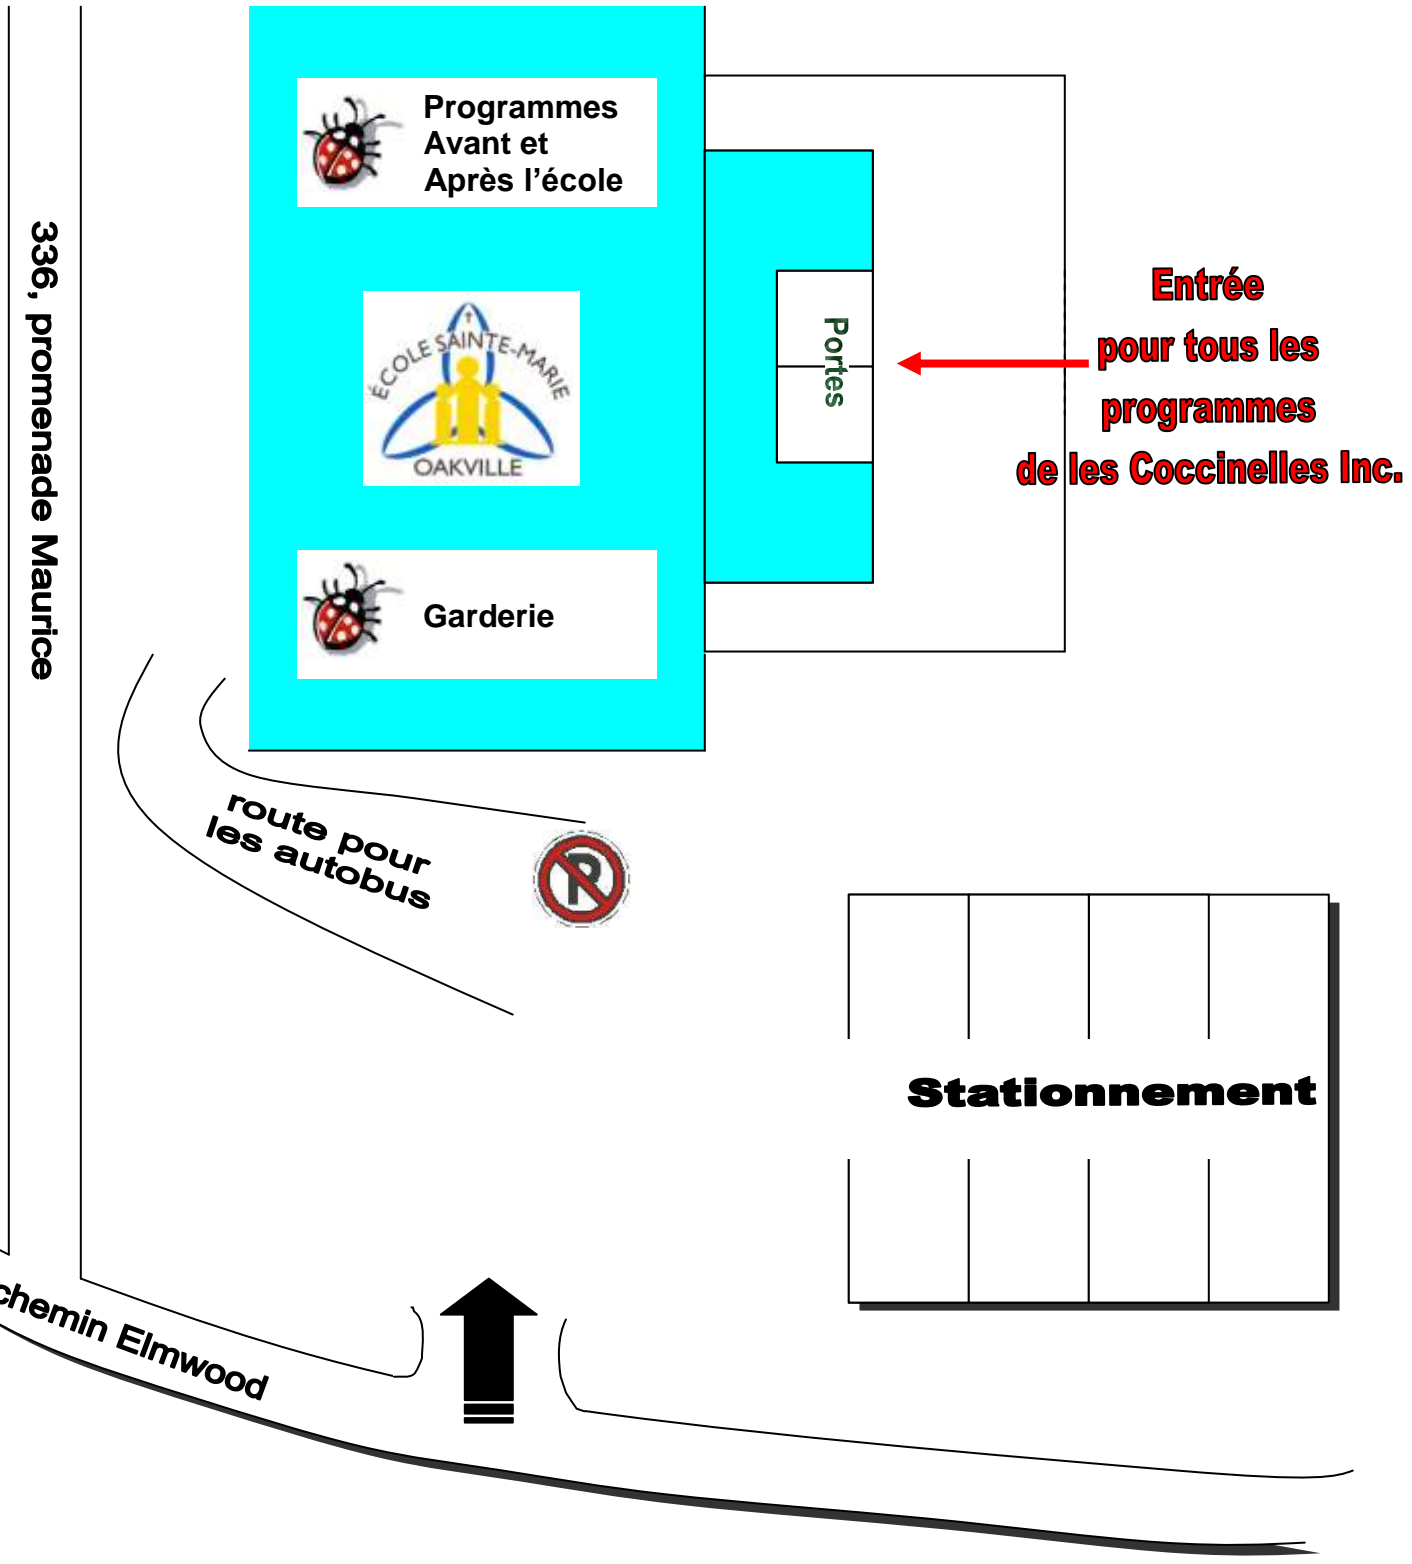 Programmes
Avant et
Après l'école
336, promenade Maurice
ÉCOLE SAINTE-MARIE
OAKVILLE
Portes
Entrée
pour tous les
programmes
de les Coccinelles Inc.
Garderie
route pour
les autobus
P
Stationnement
chemin Elmwood